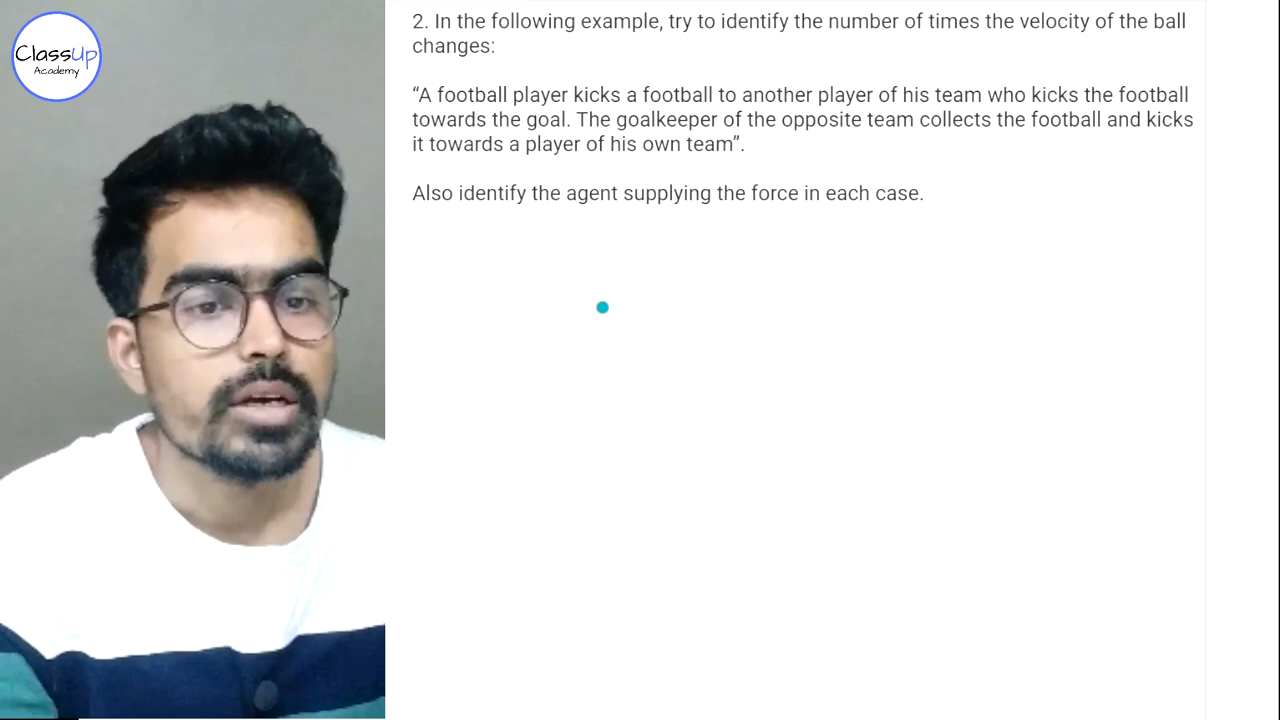 ClassUp
Academy
2. In the following example, try to identify the number of times the velocity of the ball
changes:
“A football player kicks a football to another player of his team who kicks the football
towards the goal. The goalkeeper of the opposite team collects the football and kicks
it towards a player of his own team”.
Also identify the agent supplying the force in each case.